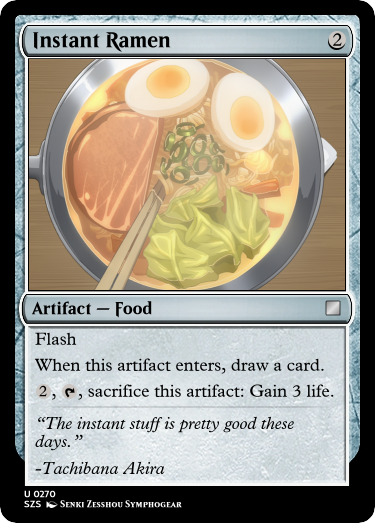 Instant Ramen 2
Artifact — Food
Flash
When this artifact enters, draw a card.
2, , sacrifice this artifact: Gain 3 life.
“The instant stuff is pretty good these
days.”
-Tachibana Akira
U 0270
SZS Senki Zesshou Symphogear